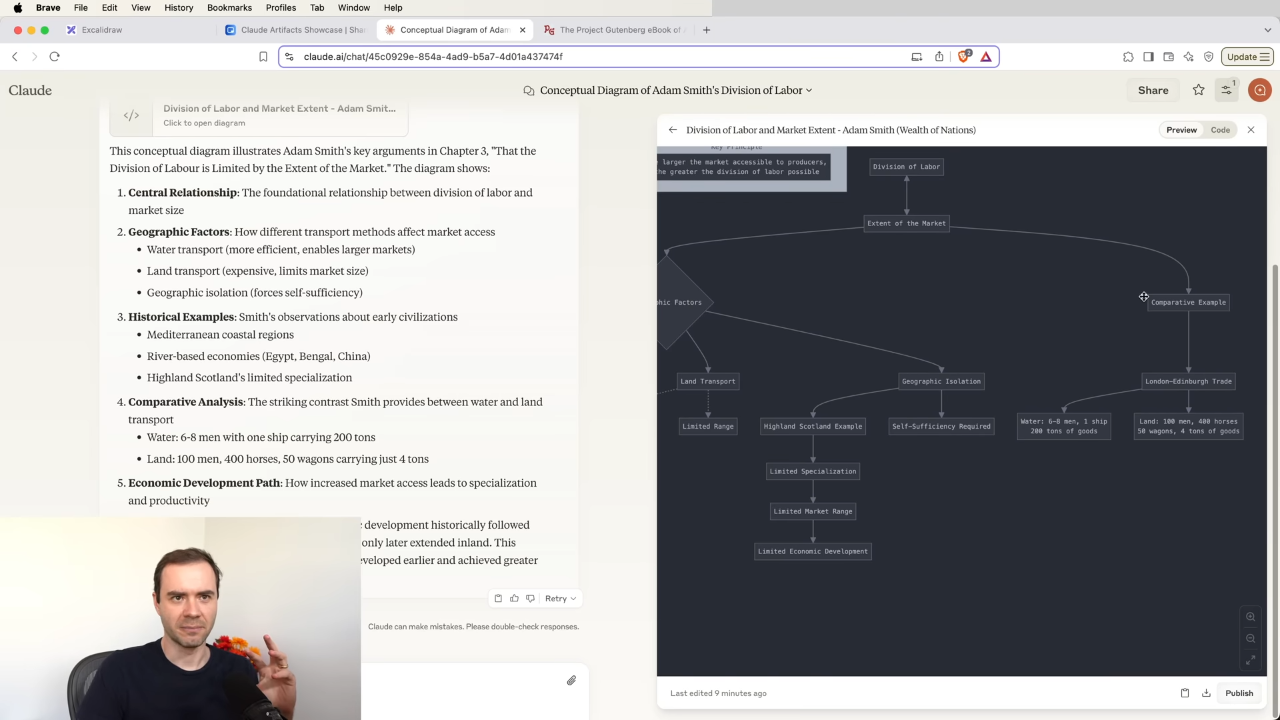 Brave File Edit View History Bookmarks Profiles Tab Window Help
Excalidraw
Claude Artifacts Showcase | Shar
Conceptual Diagram of Adam
The Project Gutenberg eBook of
claude.ai/chat/45c0929e-854a-4ad9-b5a7-4d01a437474f
2
Update
Claude
Conceptual Diagram of Adam Smith's Division of Labor
Share
1
Division of Labor and Market Extent - Adam Smit...
Click to open diagram
This conceptual diagram illustrates Adam Smith's key arguments in Chapter 3, "That the
Division of Labour is Limited by the Extent of the Market." The diagram shows:
1. Central Relationship: The foundational relationship between division of labor and
market size
2. Geographic Factors: How different transport methods affect market access
• Water transport (more efficient, enables larger markets)
• Land transport (expensive, limits market size)
• Geographic isolation (forces self-sufficiency)
3. Historical Examples: Smith's observations about early civilizations
• Mediterranean coastal regions
• River-based economies (Egypt, Bengal, China)
• Highland Scotland's limited specialization
4. Comparative Analysis: The striking contrast Smith provides between water and land
transport
• Water: 6-8 men with one ship carrying 200 tons
• Land: 100 men, 400 horses, 50 wagons carrying just 4 tons
5. Economic Development Path: How increased market access leads to specialization
and productivity
development historically followed
only later extended inland. This
eveloped earlier and achieved greater
Retry
Claude can make mistakes. Please double-check responses.
Division of Labor and Market Extent - Adam Smith (Wealth of Nations)
Preview Code
Key Principle
larger the market accessible to producers,
the greater the division of labor possible
Division of Labor
Extent of the Market
phic Factors
Comparative Example
Land Transport
Geographic Isolation
London-Edinburgh Trade
Limited Range
Highland Scotland Example
Self-Sufficiency Required
Water: 6-8 men, 1 ship
200 tons of goods
Land: 100 men, 400 horses
50 wagons, 4 tons of goods
Limited Specialization
Limited Market Range
Limited Economic Development
Last edited 9 minutes ago
Publish